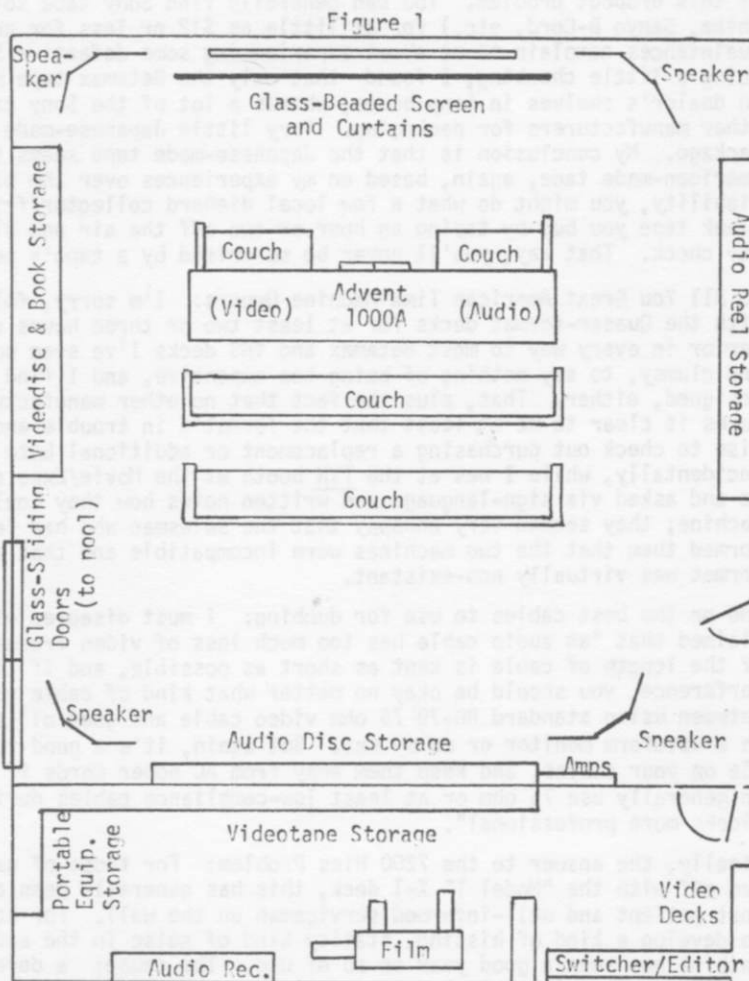 Figure 1
Spea-
ker
Speaker
Glass-Beaded Screen
and Curtains
Videodisc & Book Storage
Audio Reel Storage
Couch
Couch
(Video)
Advent
1000A
(Audio)
Couch
Couch
Glass-Sliding
Doors
(to pool)
Speaker
Speaker
Audio Disc Storage
Amps
Portable
Equip.
Storage
Videotane Storage
Video
Decks
Film
Audio Rec.
Switcher/Editor